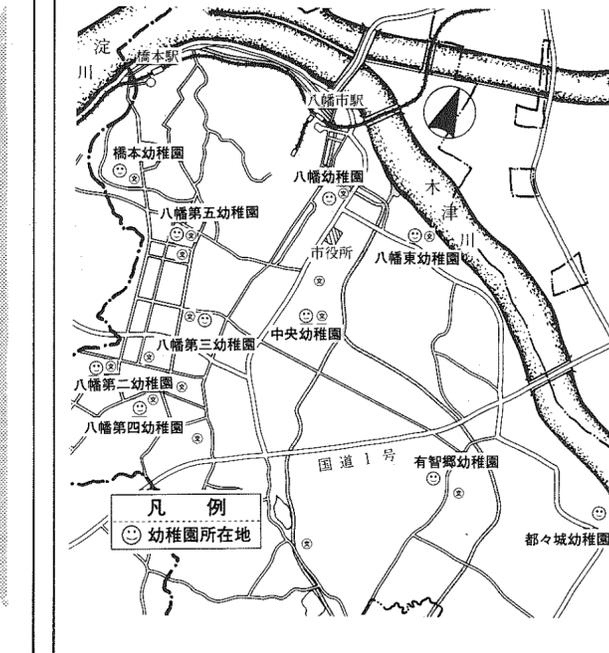 淀
川
橋本駅
八幡市駅
橋本幼稚園
八幡幼稚園
木
津
川
八幡第五幼稚園
市役所
八幡東幼稚園
中央幼稚園
八幡第三幼稚園
八幡第二幼稚園
八幡第四幼稚園
国道1号
有智郷幼稚園
凡 例
幼稚園所在地
都々城幼稚園